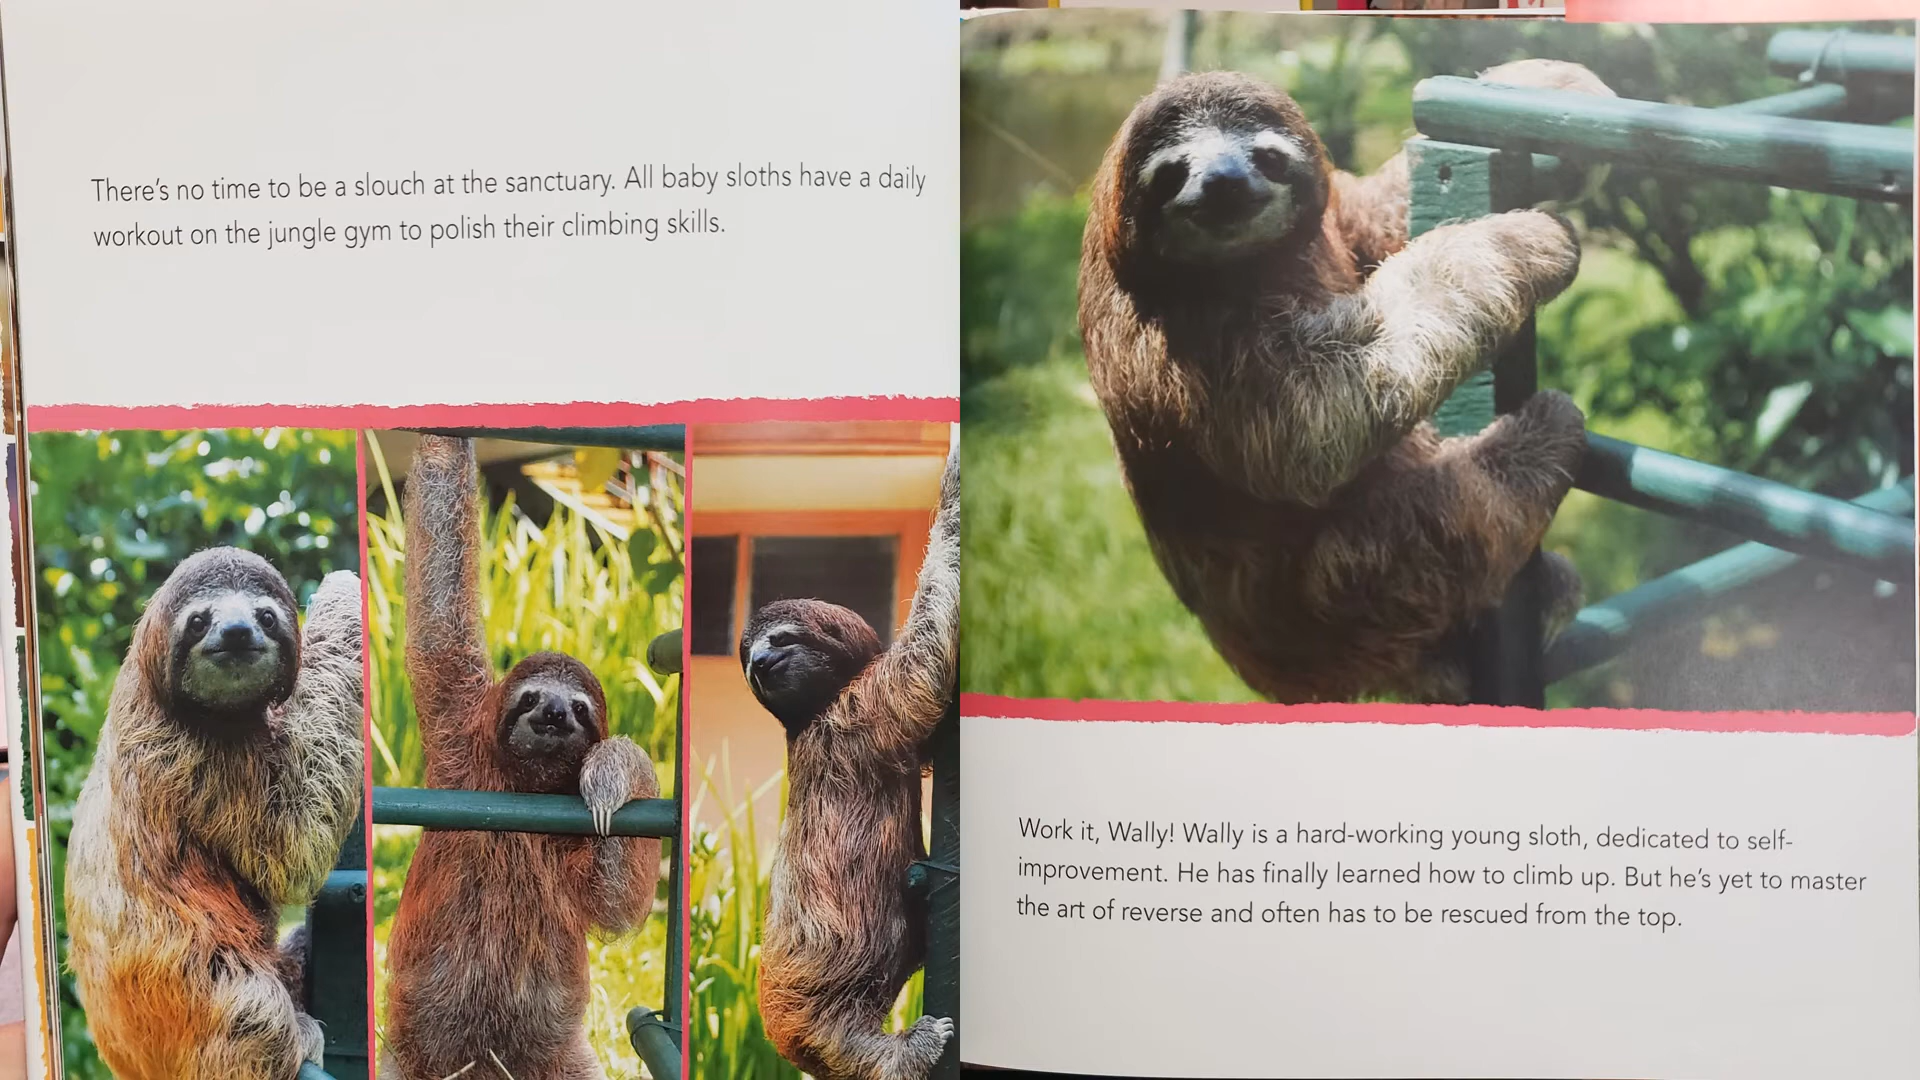 There's no time to be a slouch at the sanctuary. All baby sloths have a daily
workout on the jungle gym to polish their climbing skills.
Work it, Wally! Wally is a hard-working young sloth, dedicated to self-
improvement. He has finally learned how to climb up. But he's yet to master
the art of reverse and often has to be rescued from the top.